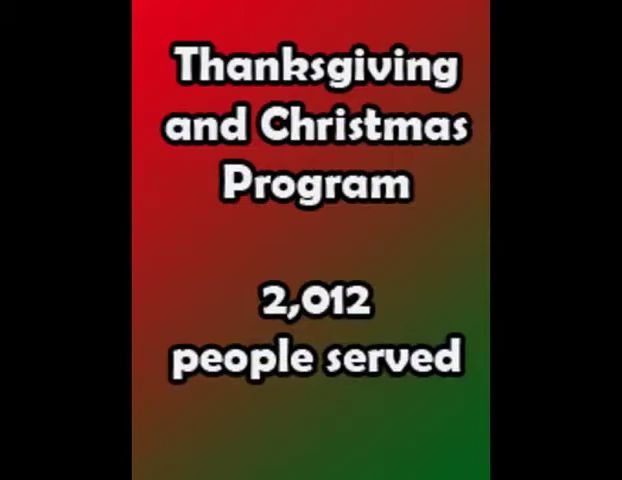 Thanksgiving
and Christmas
Program
2,012
people served